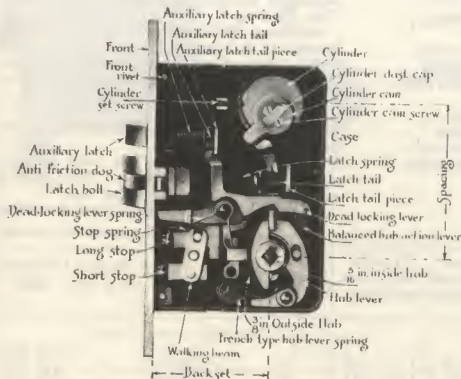 Auxiliary latch spring
Auxiliary latch tail
Auxiliary latch tail piece
Front
Front
rivet
Cylinder
set screw
Auxiliary latch
Anti friction dog
Latch bolt
Dead-locking lever spring
Stop spring
Long stop
Short stop
Walking beam
Back set
Cylinder
Cylinder dust cap
Cylinder cam
Cylinder cam screw
Case
Latch spring
Latch tail
Latch tail piece
Dead locking lever
Balanced hub action lever
Spacing
5/16 in. inside hub
Hub lever
3/8 in Outside Hub
French type hub lever spring